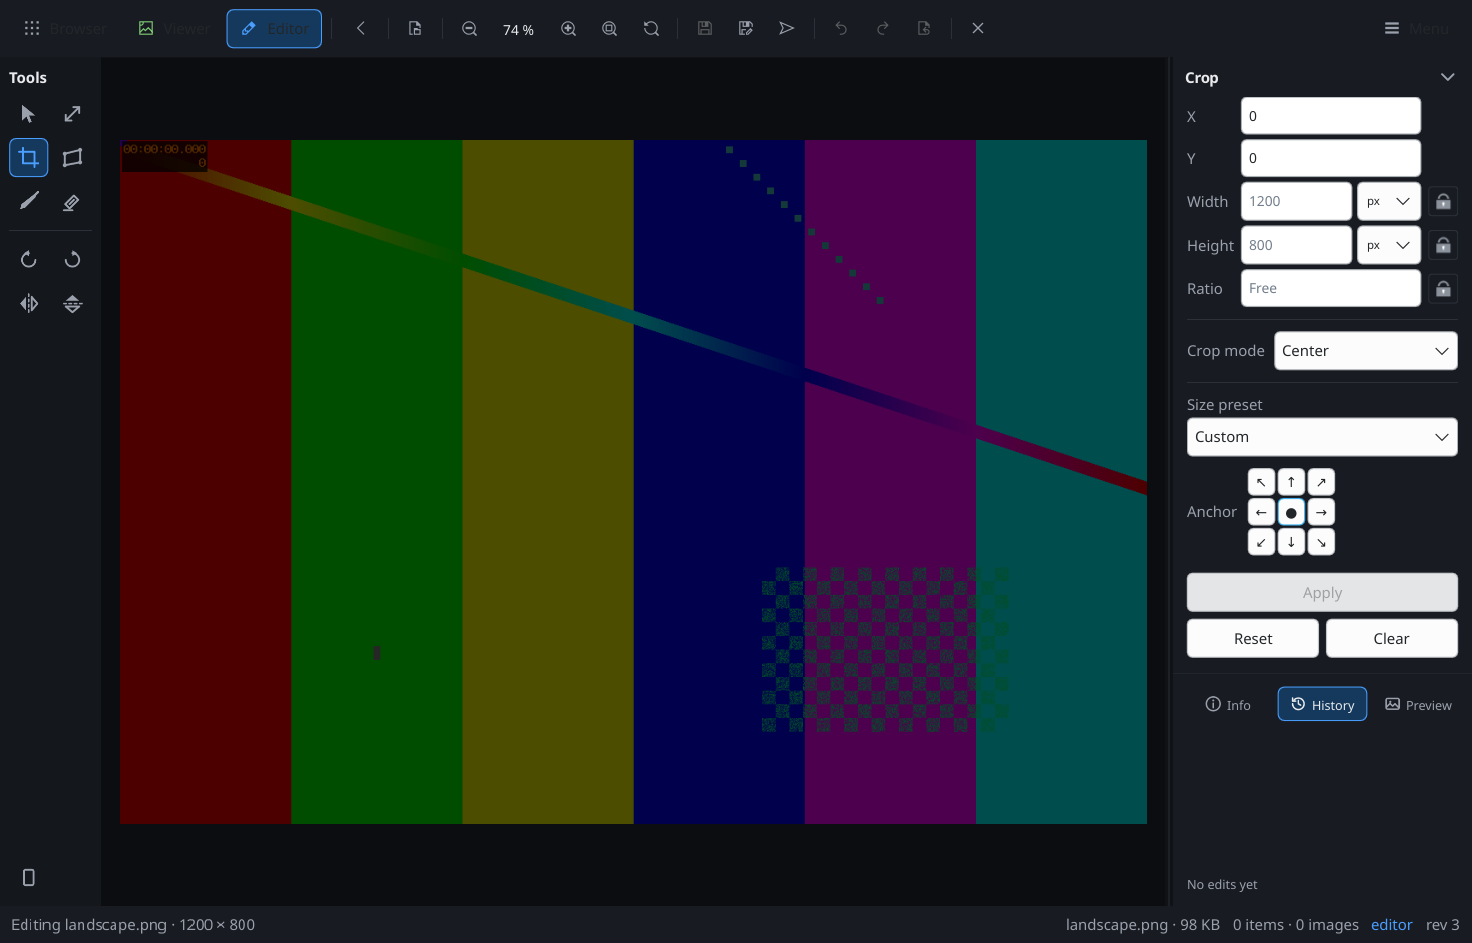 Browser Viewer Editor 74 % Menu
Tools
Crop
X 0
Y 0
Width 1200 px
Height 800 px
Ratio Free
Crop mode Center
Size preset
Custom
Anchor
Apply
Reset Clear
Info History Preview
No edits yet
00:00:00.000
0
Editing landscape.png · 1200 × 800 landscape.png · 98 KB 0 items · 0 images editor rev 3